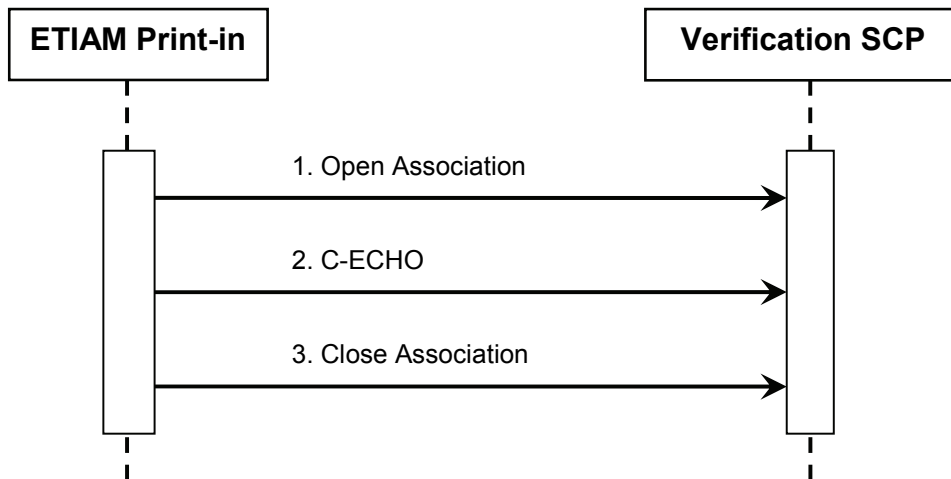 ETIAM Print-in
Verification SCP
1. Open Association
2. C-ECHO
3. Close Association